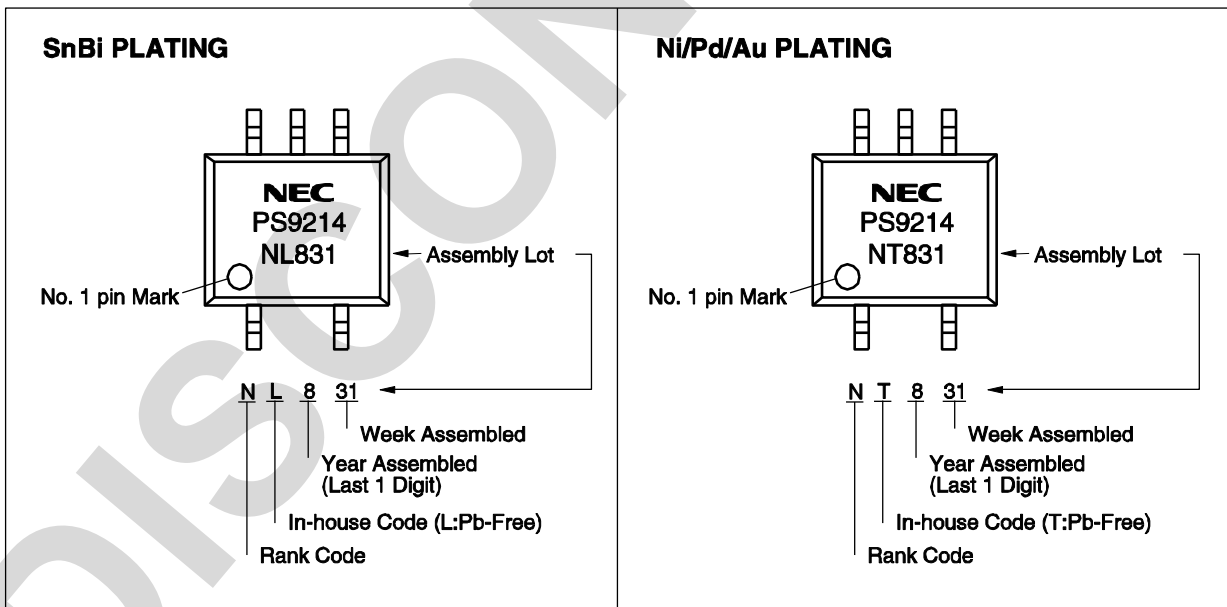 SnBi PLATING
NEC
PS9214
NL831
Assembly Lot
No. 1 pin Mark
N L 8 31
Week Assembled
Year Assembled
(Last 1 Digit)
In-house Code (L:Pb-Free)
Rank Code
Ni/Pd/Au PLATING
NEC
PS9214
NT831
Assembly Lot
No. 1 pin Mark
N T 8 31
Week Assembled
Year Assembled
(Last 1 Digit)
In-house Code (T:Pb-Free)
Rank Code
DISCON